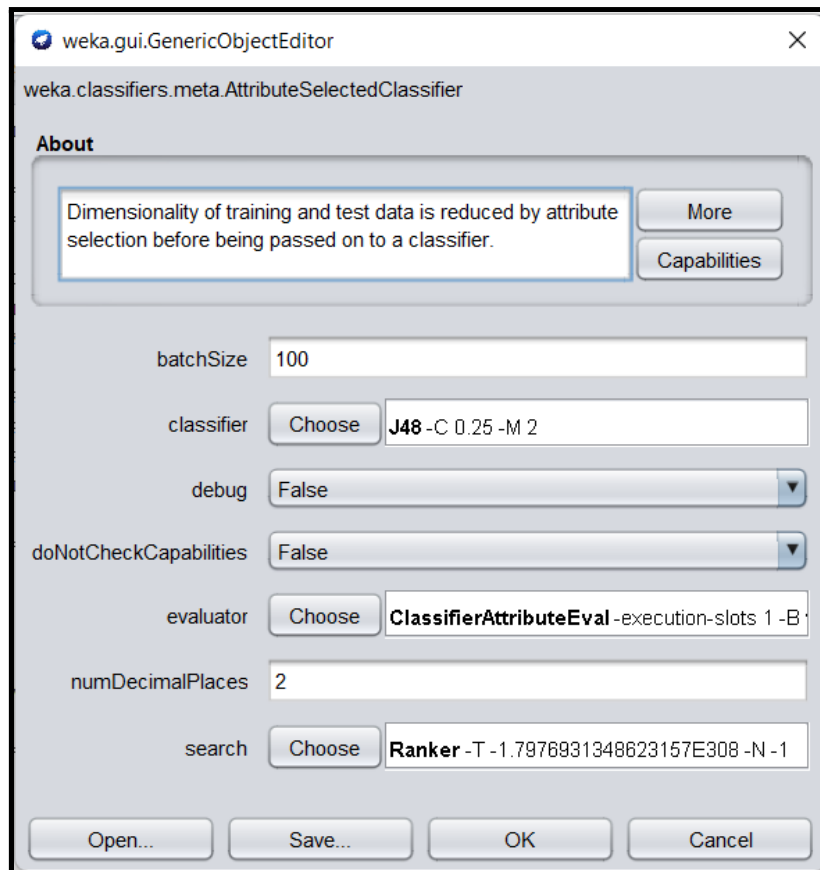 weka.gui.GenericObjectEditor
weka.classifiers.meta.AttributeSelectedClassifier
About
Dimensionality of training and test data is reduced by attribute
selection before being passed on to a classifier.
More
Capabilities
batchSize 100
classifier Choose J48 -C 0.25 -M 2
debug False
doNotCheckCapabilities False
evaluator Choose ClassifierAttributeEval -execution-slots 1 -B
numDecimalPlaces 2
search Choose Ranker -T -1.7976931348623157E308 -N -1
Open... Save... OK Cancel